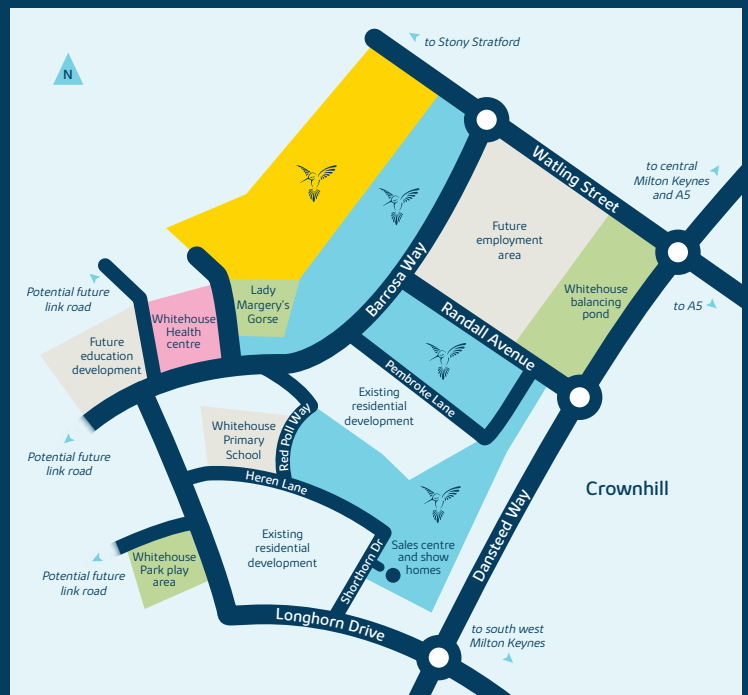 to Stony Stratford
N
Watling Street
to central
Milton Keynes
and A5
Future
employment
area
Barrosa Way
Whitehouse
balancing
pond
to A5
Lady
Margery's
Gorse
Potential future
link road
Whitehouse
Health
centre
Randall Avenue
Future
education
development
Pembroke Lane
Existing
residential
development
Red Poll Way
Whitehouse
Primary
School
Potential future
link road
Heren Lane
Crownhill
Dansteed Way
Existing
residential
development
Sales centre
and show
homes
Shorthorn Dr
Whitehouse
Park play
area
Potential future
link road
Longhorn Drive
to south west
Milton Keynes